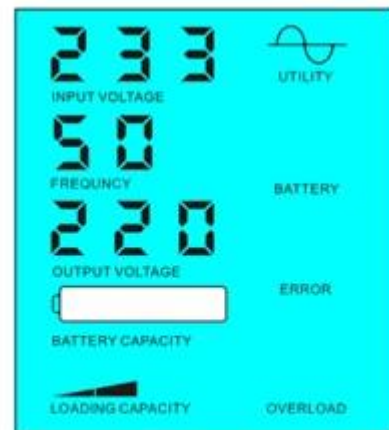 233
INPUT VOLTAGE
UTILITY
50
FREQUNCY
BATTERY
220
OUTPUT VOLTAGE
ERROR
BATTERY CAPACITY
LOADING CAPACITY
OVERLOAD